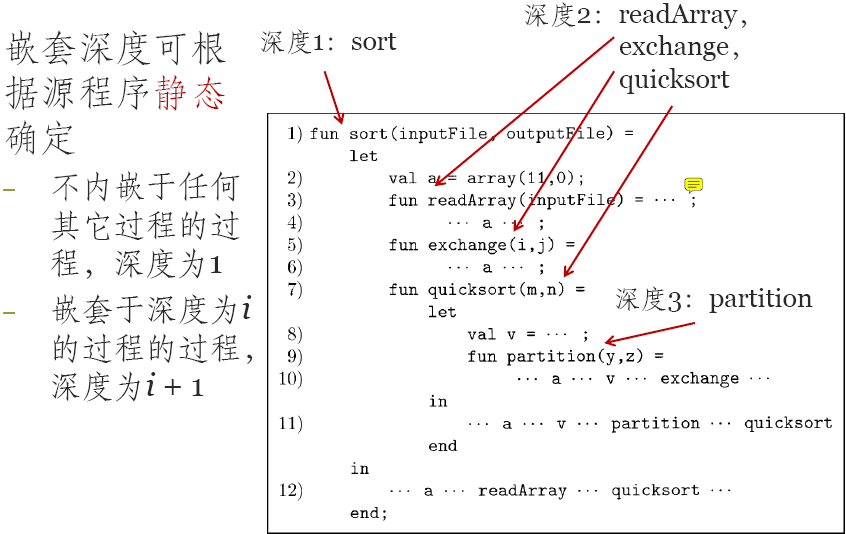 嵌套深度可根
据源程序静态
确定
– 不内嵌于任何
其它过程的过
程，深度为1
– 嵌套于深度为i
的过程的过程，
深度为i + 1
深度1：sort
深度2：readArray，
exchange，
quicksort
深度3：partition
1) fun sort(inputFile, outputFile) =
let
2) val a = array(11,0);
3) fun readArray(inputFile) = ··· ;
4) ··· a ··· ;
5) fun exchange(i,j) =
6) ··· a ··· ;
7) fun quicksort(m,n) =
let
8) val v = ··· ;
9) fun partition(y,z) =
10) ··· a ··· v ··· exchange ···
in
11) ··· a ··· v ··· partition ··· quicksort
end
in
12) ··· a ··· readArray ··· quicksort ···
end;